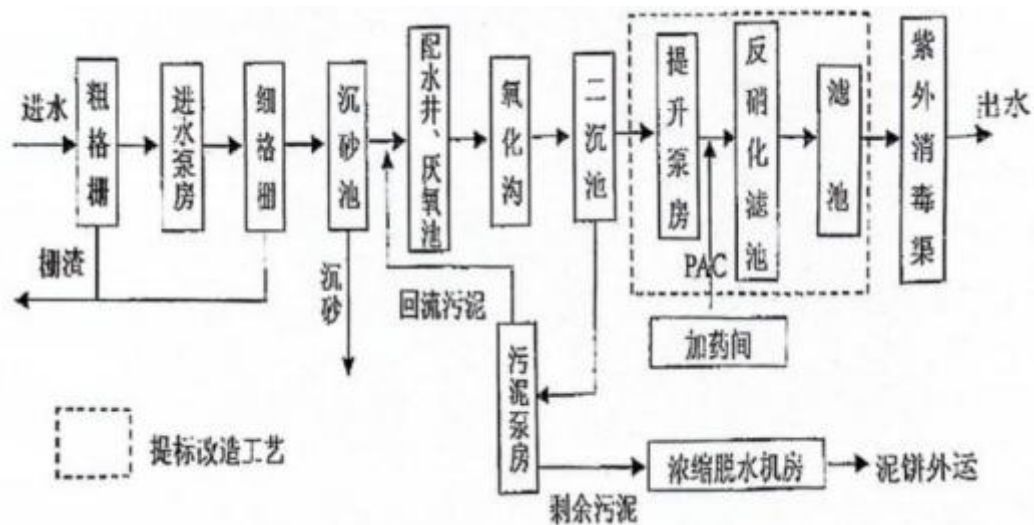 进水
粗格栅
进水泵房
细格栅
沉砂池
配水井、厌氧池
氧化沟
二沉池
提升泵房
反硝化滤池
滤池
紫外消毒渠
出水
栅渣
沉砂
回流污泥
PAC
加药间
污泥泵房
提标改造工艺
剩余污泥
浓缩脱水机房
泥饼外运